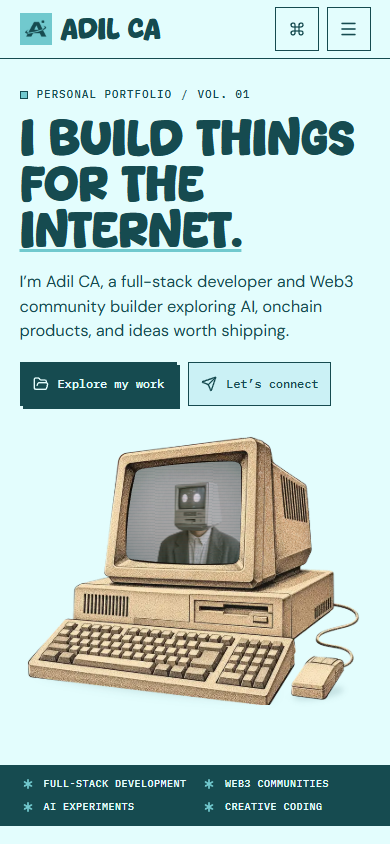 ADIL CA
⌘
PERSONAL PORTFOLIO / VOL. 01
I BUILD THINGS
FOR THE
INTERNET.
I’m Adil CA, a full-stack developer and Web3
community builder exploring AI, onchain
products, and ideas worth shipping.
Explore my work
Let’s connect
FULL-STACK DEVELOPMENT
WEB3 COMMUNITIES
AI EXPERIMENTS
CREATIVE CODING